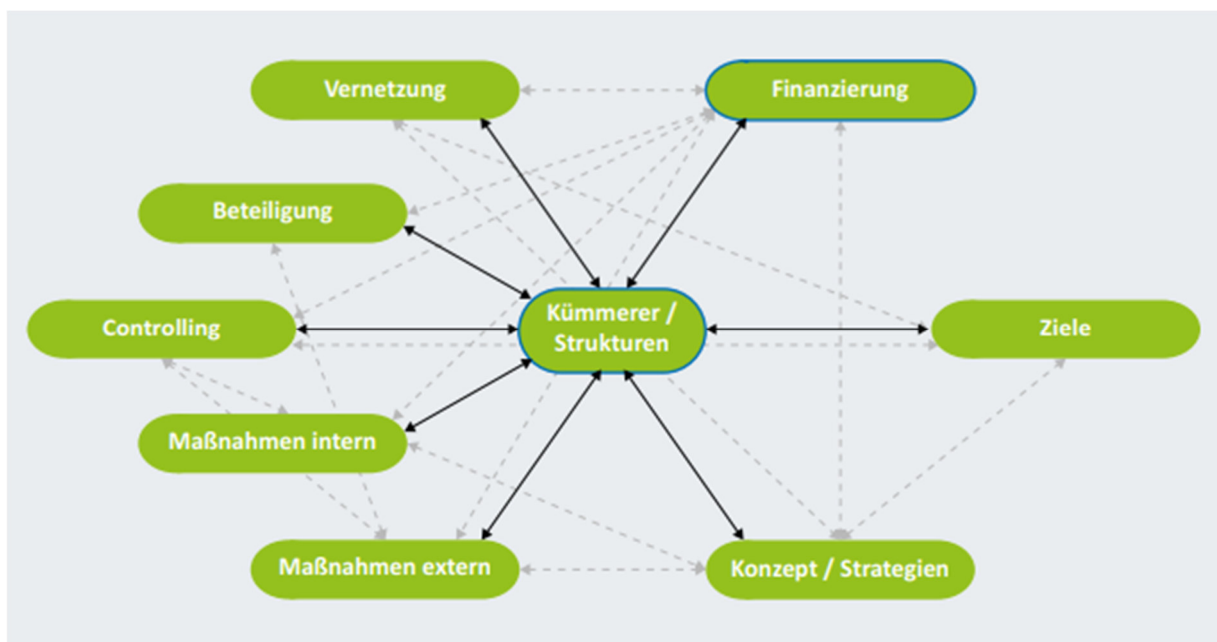 Vernetzung
Finanzierung
Beteiligung
Kümmerer /
Strukturen
Controlling
Ziele
Maßnahmen intern
Maßnahmen extern
Konzept / Strategien